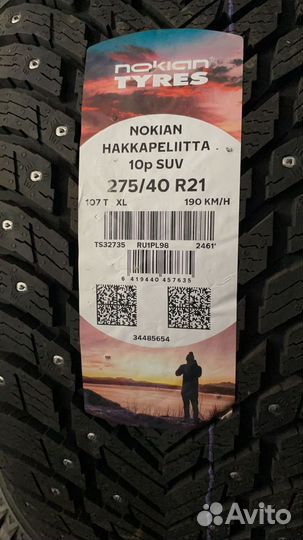 nokian
TYRES
NOKIAN
HAKKAPELIITTA
10p SUV
275/40 R21
107 T XL 190 KM/H
TS32735 RU1PL98 2461'
6 419440 457635
34485654
Avito